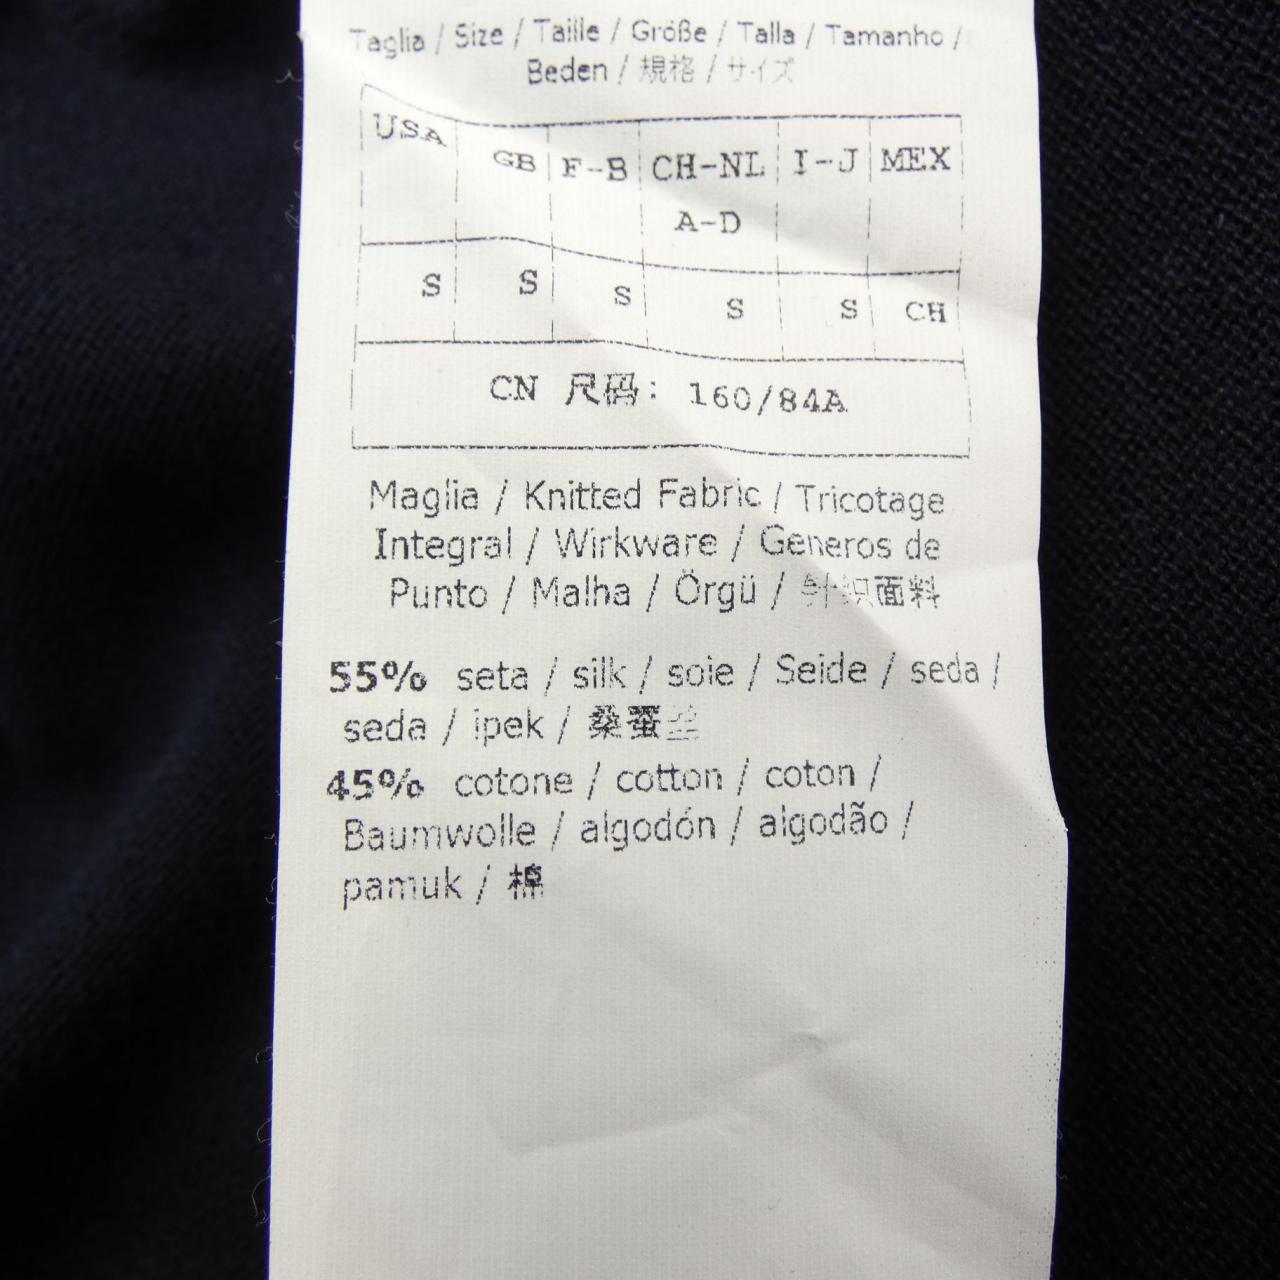 Taglia / Size / Taille / Größe / Talla / Tamanho /
Beden / 規格 / サイズ
USA GB F-B CH-NL I-J MEX
A-D
S S S S S CH
CN 尺码: 160/84A
Maglia / Knitted Fabric / Tricotage
Integral / Wirkware / Generos de
Punto / Malha / Örgü / 针织面料
55% seta / silk / soie / Seide / seda /
seda / ipek / 桑蚕丝
45% cotone / cotton / coton /
Baumwolle / algodón / algodão /
pamuk / 棉